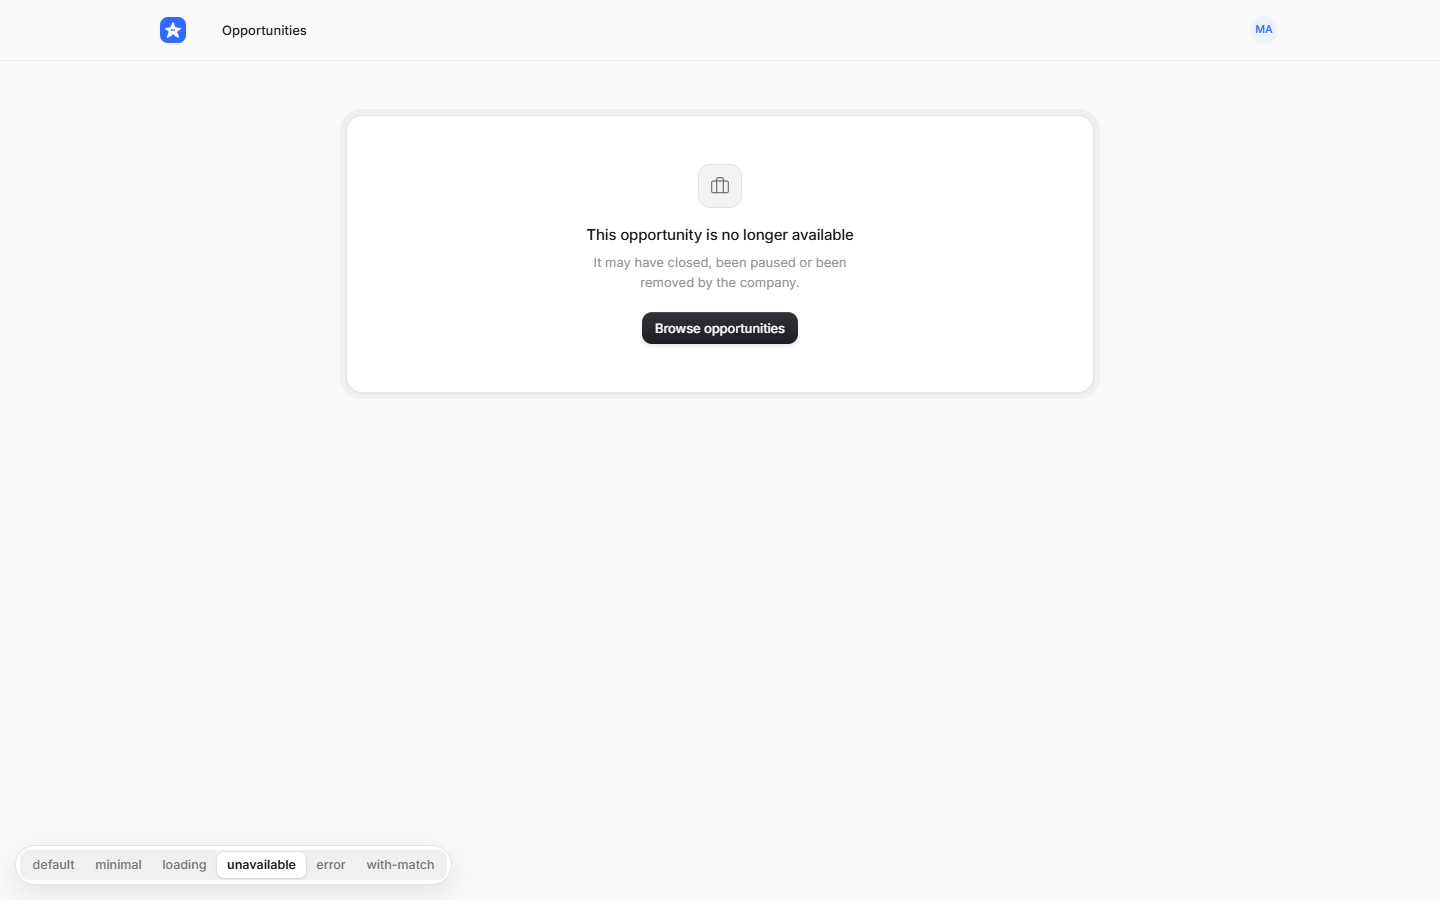 Opportunities
MA
This opportunity is no longer available
It may have closed, been paused or been
removed by the company.
Browse opportunities
default minimal loading unavailable error with-match